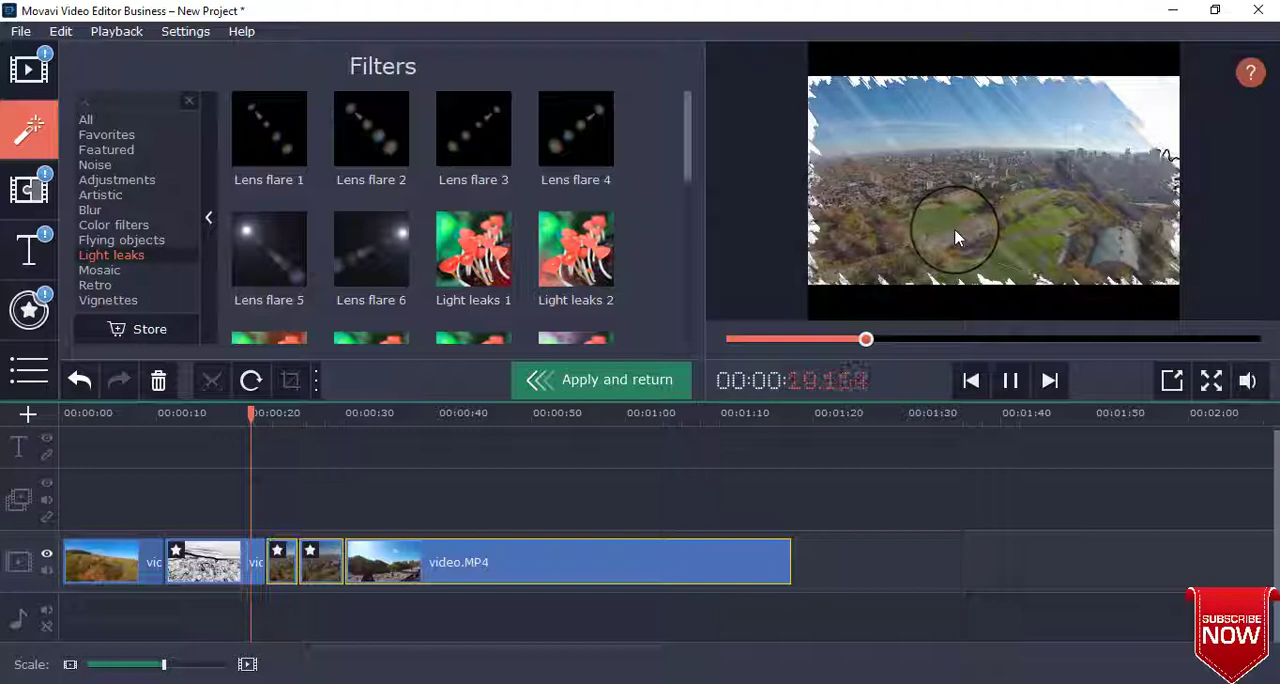 Movavi Video Editor Business – New Project *
File Edit Playback Settings Help
Filters
All
Favorites
Featured
Noise
Adjustments
Artistic
Blur
Color filters
Flying objects
Light leaks
Mosaic
Retro
Vignettes
Store
Lens flare 1 Lens flare 2 Lens flare 3 Lens flare 4
Lens flare 5 Lens flare 6 Light leaks 1 Light leaks 2
?
Apply and return
00:00:00 00:00:10 00:00:20 00:00:30 00:00:40 00:00:50 00:01:00 00:01:10 00:01:20 00:01:30 00:01:40 00:01:50 00:02:00
vic vic video.MP4
Scale:
SUBSCRIBE
NOW